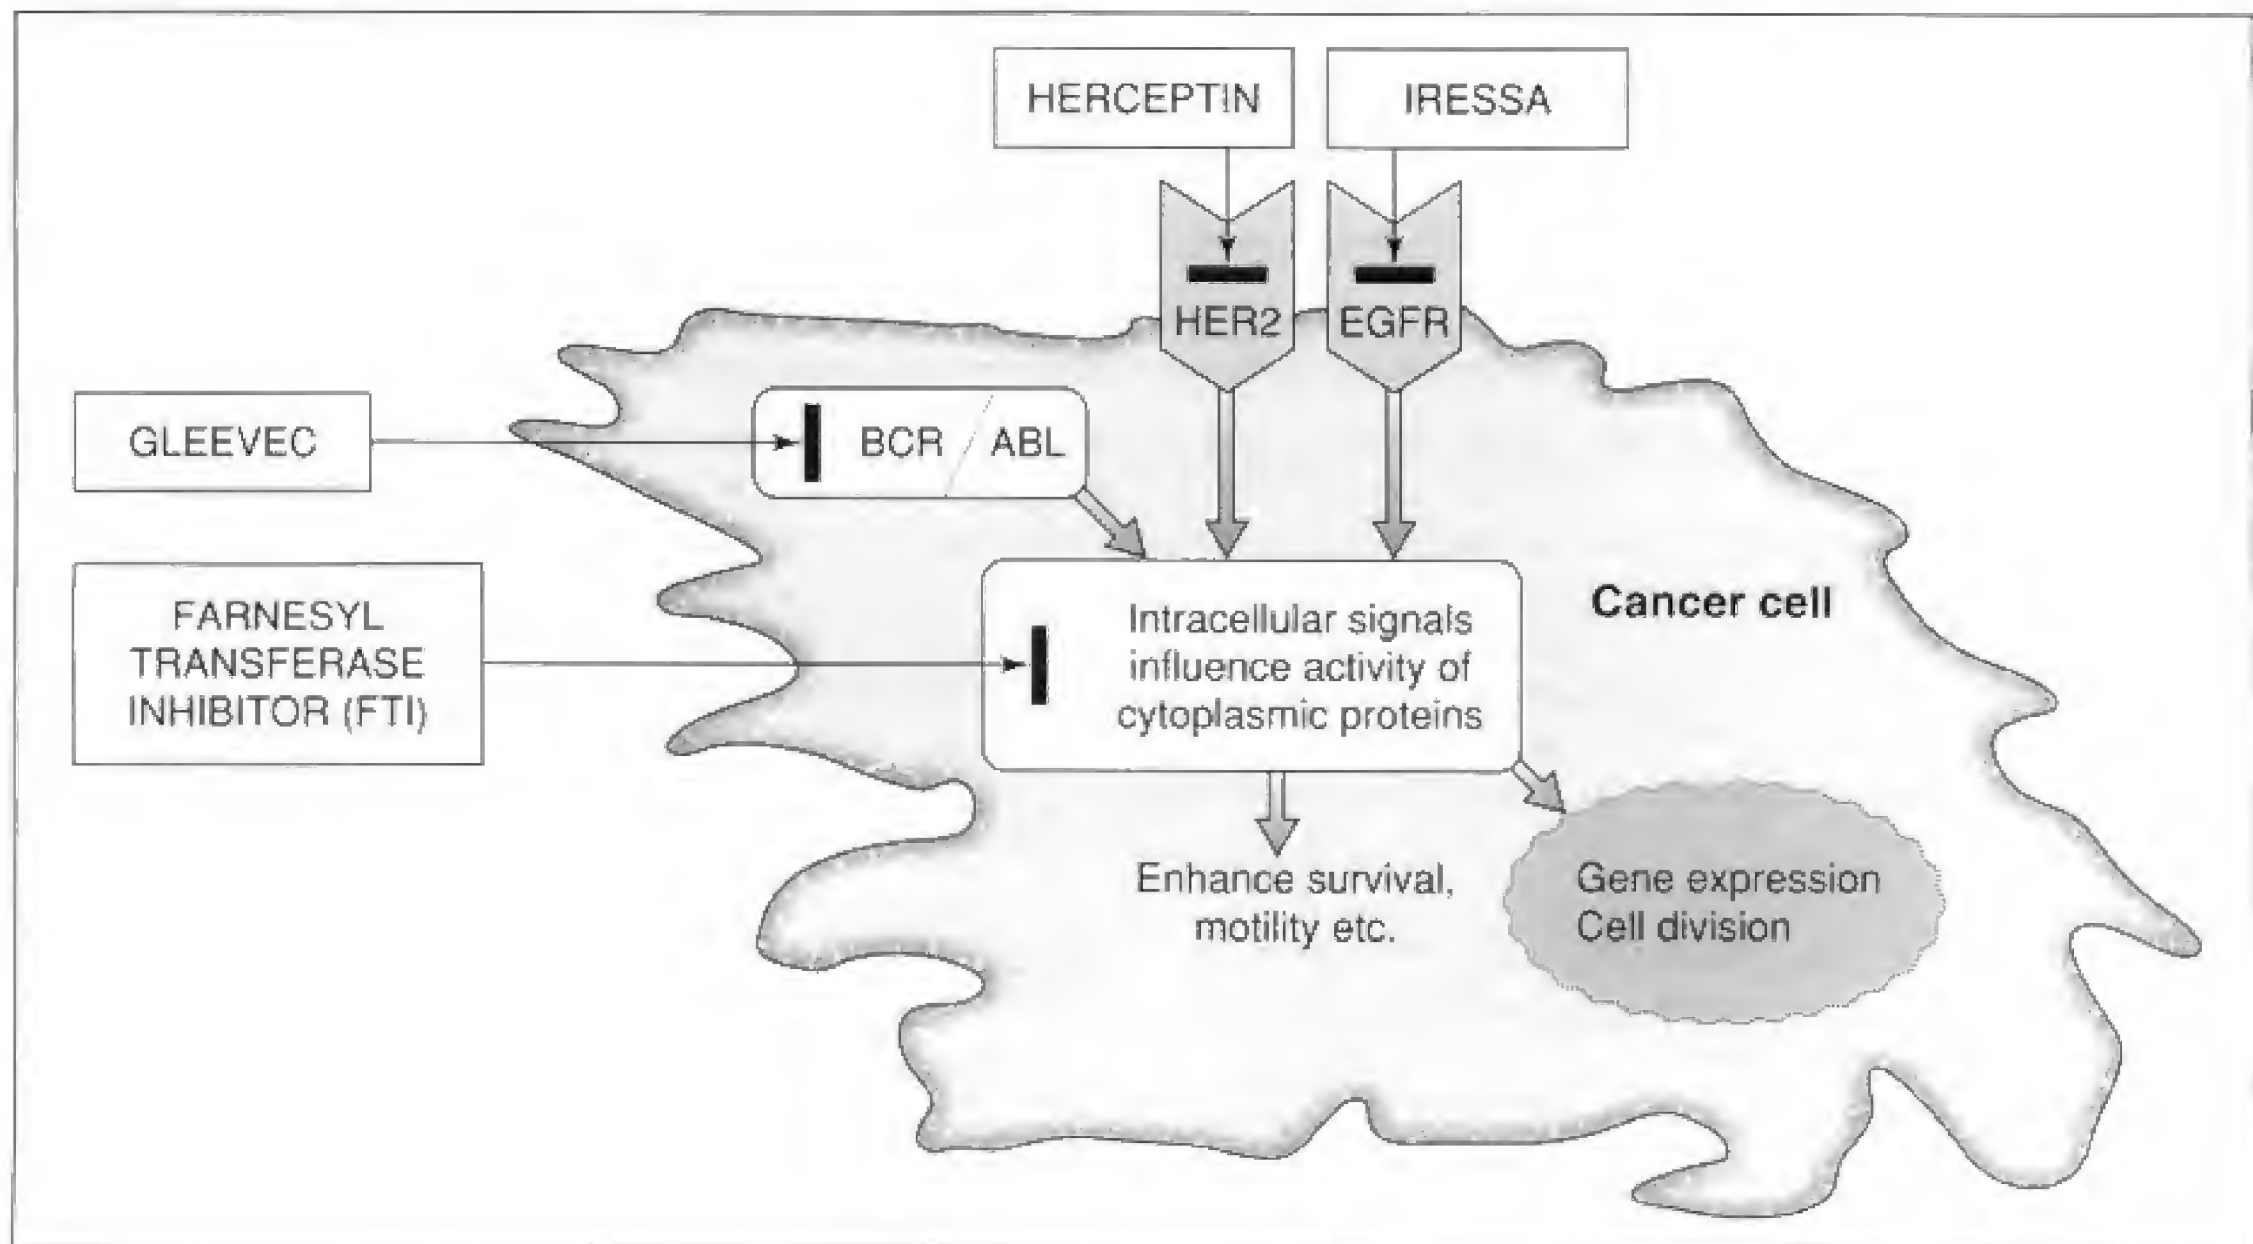 HERCEPTIN
IRESSA
HER2
EGFR
GLEEVEC
BCR / ABL
FARNESYL
TRANSFERASE
INHIBITOR (FTI)
Intracellular signals
influence activity of
cytoplasmic proteins
Cancer cell
Enhance survival,
motility etc.
Gene expression
Cell division